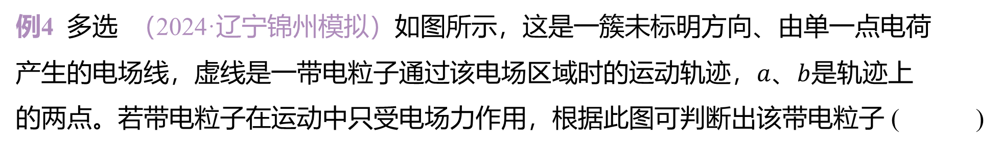 例4 多选 （2024·辽宁锦州模拟）如图所示，这是一簇未标明方向、由单一点电荷
产生的电场线，虚线是一带电粒子通过该电场区域时的运动轨迹，a、b是轨迹上
的两点。若带电粒子在运动中只受电场力作用，根据此图可判断出该带电粒子（　　）